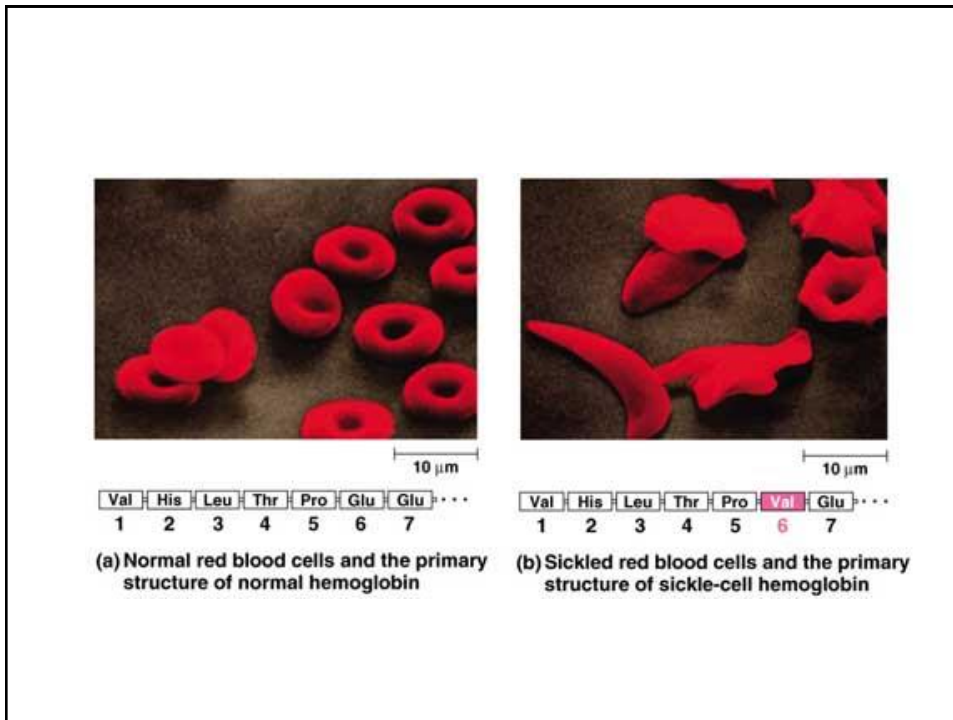 10 μm
10 μm
Val His Leu Thr Pro Glu Glu ···
1 2 3 4 5 6 7
(a) Normal red blood cells and the primary
structure of normal hemoglobin
Val His Leu Thr Pro Val Glu ···
1 2 3 4 5 6 7
(b) Sickled red blood cells and the primary
structure of sickle-cell hemoglobin